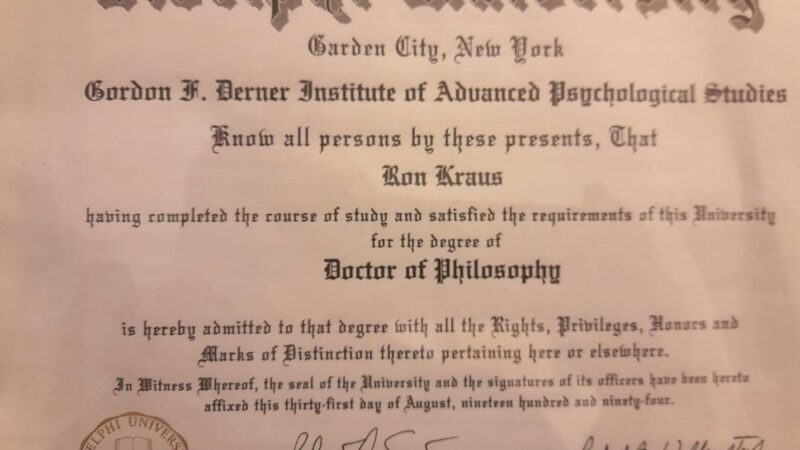 Garden City, New York
Gordon F. Derner Institute of Advanced Psychological Studies
Know all persons by these presents, That
Ron Kraus
having completed the course of study and satisfied the requirements of this University
for the degree of
Doctor of Philosophy
is hereby admitted to that degree with all the Rights, Privileges, Honors and
Marks of Distinction thereto pertaining here or elsewhere.
In Witness Whereof, the seal of the University and the signatures of its officers have been hereto
affixed this thirty-first day of August, nineteen hundred and ninety-four.
ELPHI UNIVERS